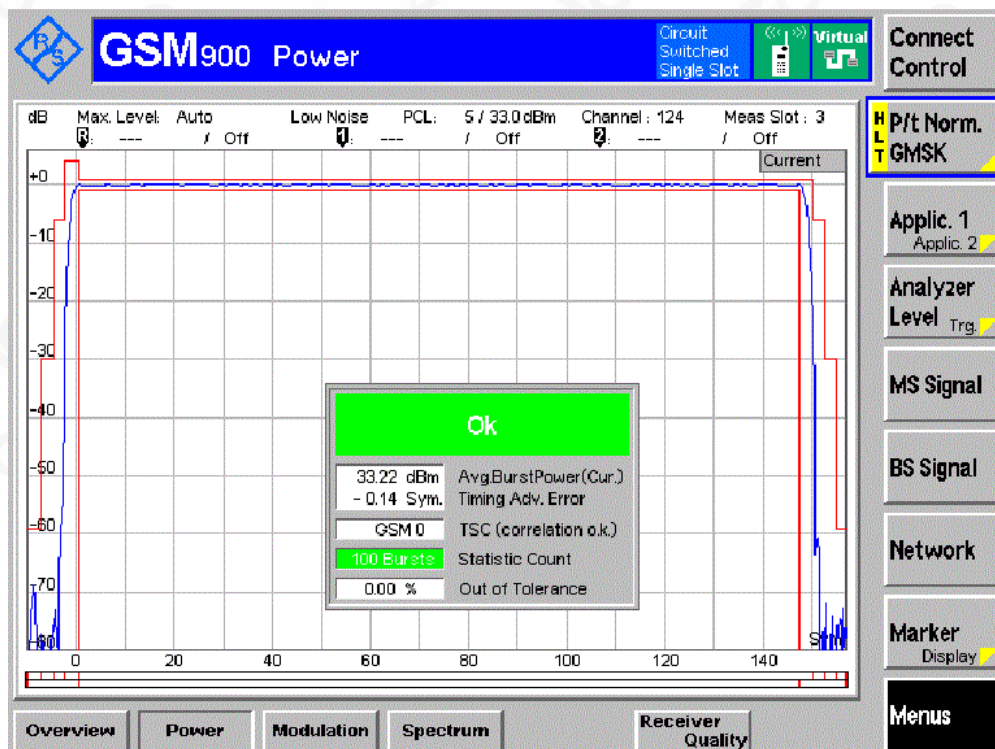 R/S
GSM900 Power
Circuit Switched Single Slot
Virtual
Connect Control
dB Max. Level: Auto Low Noise PCL: 5 / 33.0 dBm Channel : 124 Meas Slot : 3
R: --- / Off 1: --- / Off 2: --- / Off
Current
HLT
P/t Norm. GMSK
Applic. 1
Applic. 2
Analyzer Level Trg.
MS Signal
BS Signal
Network
Marker
Display
Menus
+0
-10
-20
-30
-40
-50
-60
-70
-80
Ok
33.22 dBm Avg.BurstPower(Cur.)
- 0.14 Sym. Timing Adv. Error
GSM 0 TSC (correlation o.k.)
100 Bursts Statistic Count
0.00 % Out of Tolerance
0 20 40 60 80 100 120 140
Overview Power Modulation Spectrum Receiver Quality